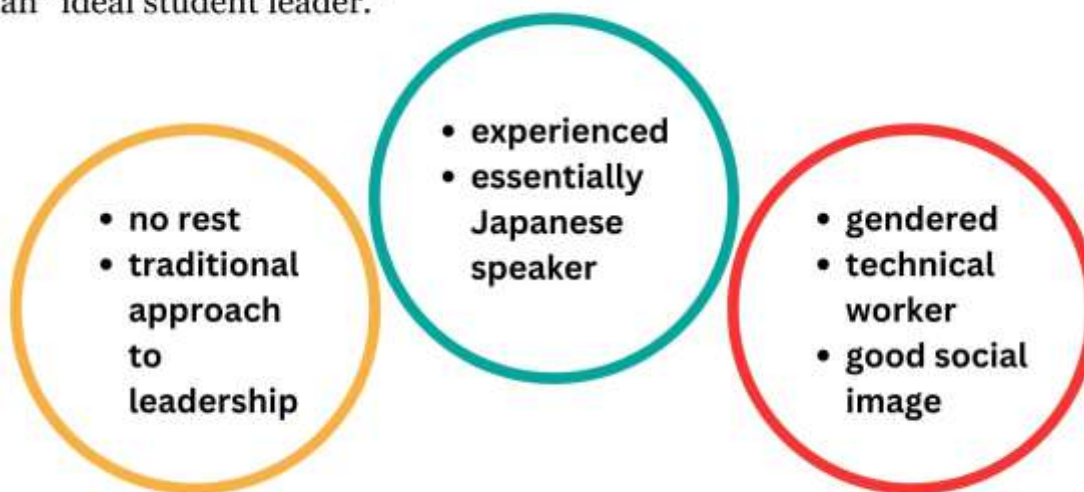 an "ideal student leader.
• no rest
• traditional
approach
to
leadership
• experienced
• essentially
Japanese
speaker
• gendered
• technical
worker
• good social
image